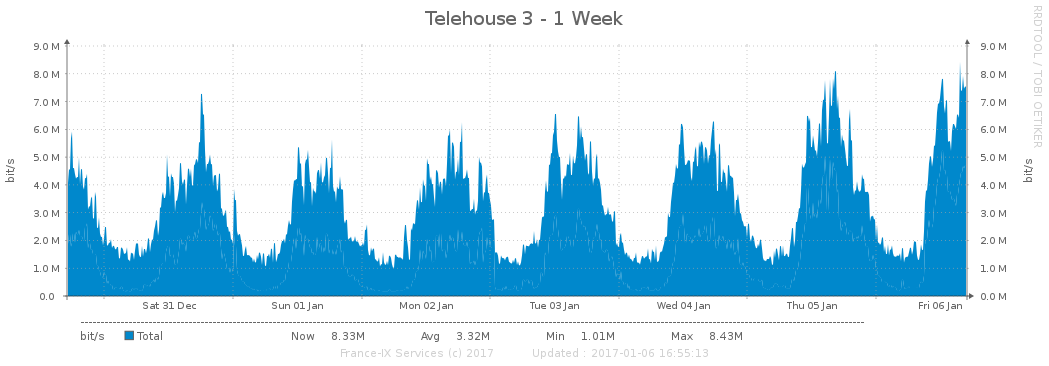 Telehouse 3 - 1 Week
RRDTOOL / TOBI OETIKER
bit/s
9.0 M 9.0 M
8.0 M 8.0 M
7.0 M 7.0 M
6.0 M 6.0 M
5.0 M 5.0 M
4.0 M 4.0 M
3.0 M 3.0 M
2.0 M 2.0 M
1.0 M 1.0 M
0.0 0.0 M
bit/s
Sat 31 Dec Sun 01 Jan Mon 02 Jan Tue 03 Jan Wed 04 Jan Thu 05 Jan Fri 06 Jan
bit/s Total Now 8.33M Avg 3.32M Min 1.01M Max 8.43M
France-IX Services (c) 2017 Updated : 2017-01-06 16:55:13